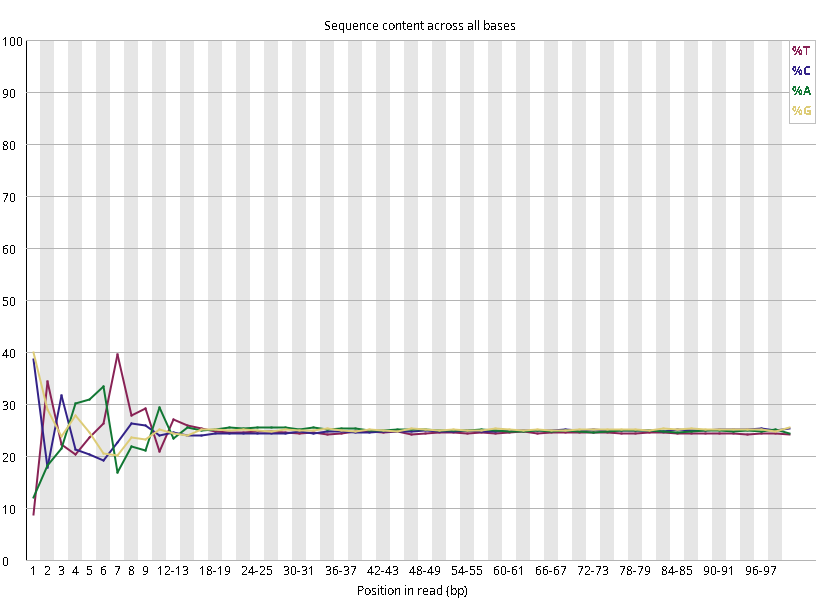 Sequence content across all bases
100
90
80
70
60
50
40
30
20
10
0
%T
%C
%A
%G
1 2 3 4 5 6 7 8 9 12-13 18-19 24-25 30-31 36-37 42-43 48-49 54-55 60-61 66-67 72-73 78-79 84-85 90-91 96-97
Position in read (bp)